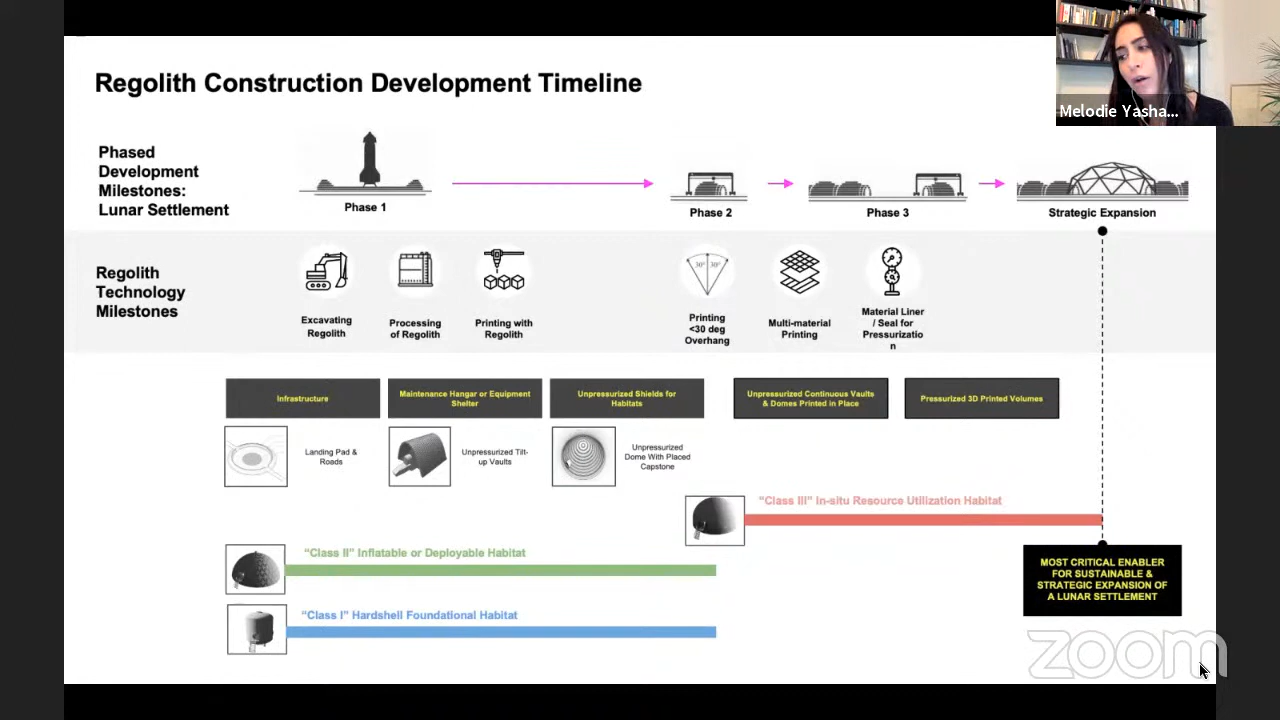 Regolith Construction Development Timeline
Melodie Yasha...
Phased
Development
Milestones:
Lunar Settlement
Phase 1
Phase 2
Phase 3
Strategic Expansion
Regolith
Technology
Milestones
Excavating
Regolith
Processing
of Regolith
Printing with
Regolith
30° 30°
Printing
<30 deg
Overhang
Multi-material
Printing
Material Liner
/ Seal for
Pressurizatio
n
Infrastructure
Maintenance Hangar or Equipment
Shelter
Unpressurized Shields for
Habitats
Unpressurized Continuous Vaults
& Domes Printed in Place
Pressurized 3D Printed Volumes
Landing Pad &
Roads
Unpressurized Tilt-
up Vaults
Unpressurized
Dome With Placed
Capstone
“Class III” In-situ Resource Utilization Habitat
“Class II” Inflatable or Deployable Habitat
“Class I” Hardshell Foundational Habitat
MOST CRITICAL ENABLER
FOR SUSTAINABLE &
STRATEGIC EXPANSION OF
A LUNAR SETTLEMENT
zoom